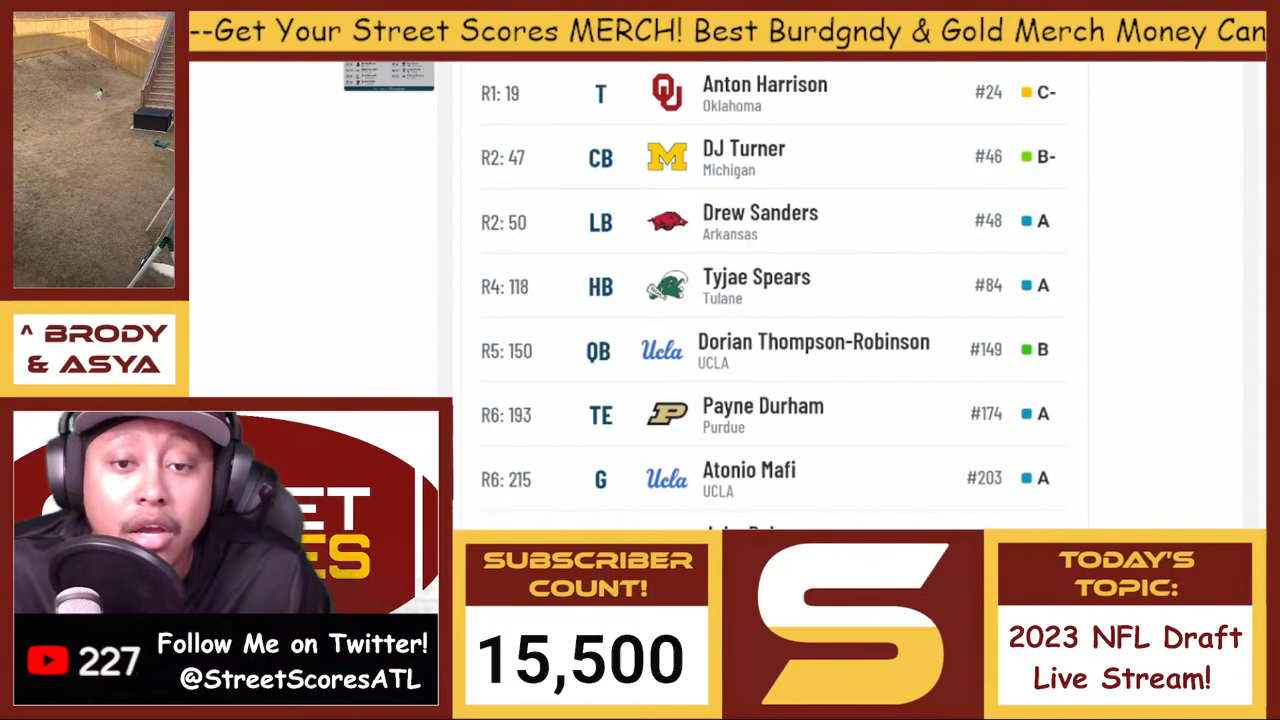 --Get Your Street Scores MERCH! Best Burdgndy & Gold Merch Money Can
R1: 19 T OU Anton Harrison #24 C-
Oklahoma
R2: 47 CB M DJ Turner #46 B-
Michigan
R2: 50 LB Drew Sanders #48 A
Arkansas
R4: 118 HB Tyjae Spears #84 A
Tulane
R5: 150 QB Ucla Dorian Thompson-Robinson #149 B
UCLA
R6: 193 TE P Payne Durham #174 A
Purdue
R6: 215 G Ucla Atonio Mafi #203 A
UCLA
^ BRODY
& ASYA
227
Follow Me on Twitter!
@StreetScoresATL
SUBSCRIBER
COUNT!
15,500
S
TODAY'S
TOPIC:
2023 NFL Draft
Live Stream!